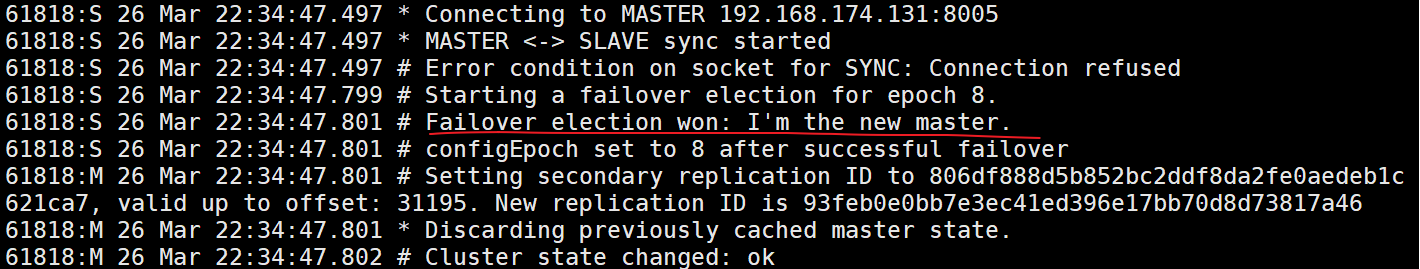 61818:S 26 Mar 22:34:47.497 * Connecting to MASTER 192.168.174.131:8005
61818:S 26 Mar 22:34:47.497 * MASTER <-> SLAVE sync started
61818:S 26 Mar 22:34:47.497 # Error condition on socket for SYNC: Connection refused
61818:S 26 Mar 22:34:47.799 # Starting a failover election for epoch 8.
61818:S 26 Mar 22:34:47.801 # Failover election won: I'm the new master.
61818:S 26 Mar 22:34:47.801 # configEpoch set to 8 after successful failover
61818:M 26 Mar 22:34:47.801 # Setting secondary replication ID to 806df888d5b852bc2ddf8da2fe0aedeb1c
621ca7, valid up to offset: 31195. New replication ID is 93feb0e0bb7e3ec41ed396e17bb70d8d73817a46
61818:M 26 Mar 22:34:47.801 * Discarding previously cached master state.
61818:M 26 Mar 22:34:47.802 # Cluster state changed: ok